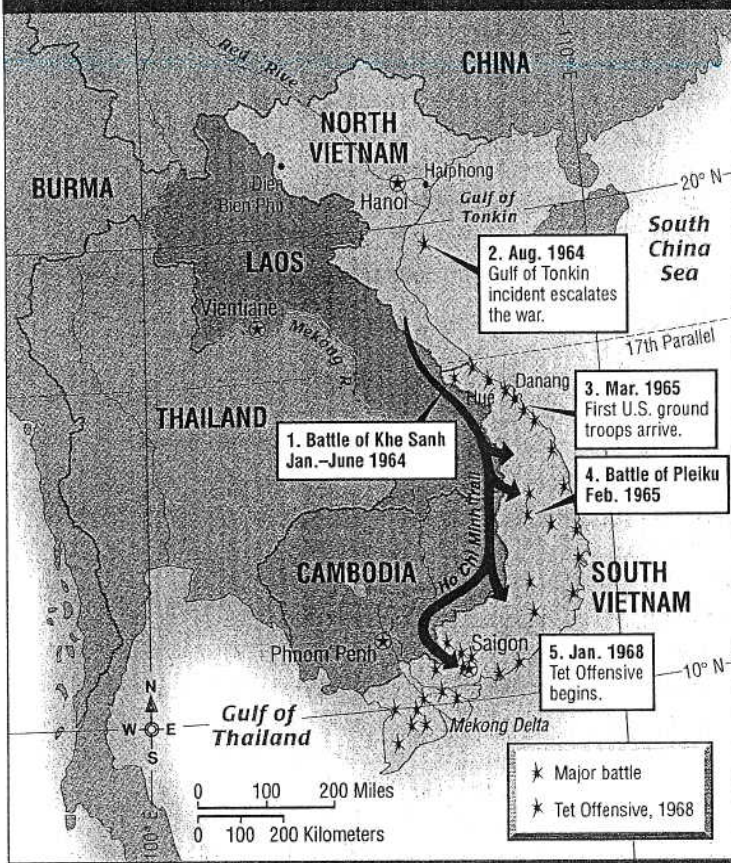 Red River
110° E
CHINA
NORTH
VIETNAM
BURMA
Dien
Bien Phu
Hanoi
Haiphong
Gulf of
Tonkin
20° N
South
China
Sea
LAOS
2. Aug. 1964
Gulf of Tonkin
incident escalates
the war.
Vientiane
Mekong R.
17th Parallel
Hue
Danang
3. Mar. 1965
First U.S. ground
troops arrive.
THAILAND
1. Battle of Khe Sanh
Jan.–June 1964
4. Battle of Pleiku
Feb. 1965
Ho Chi Minh Trail
CAMBODIA
SOUTH
VIETNAM
Phnom Penh
Saigon
5. Jan. 1968
Tet Offensive
begins.
10° N
N
W E
S
Gulf of
Thailand
Mekong Delta
0 100 200 Miles
0 100 200 Kilometers
100° E
Major battle
Tet Offensive, 1968